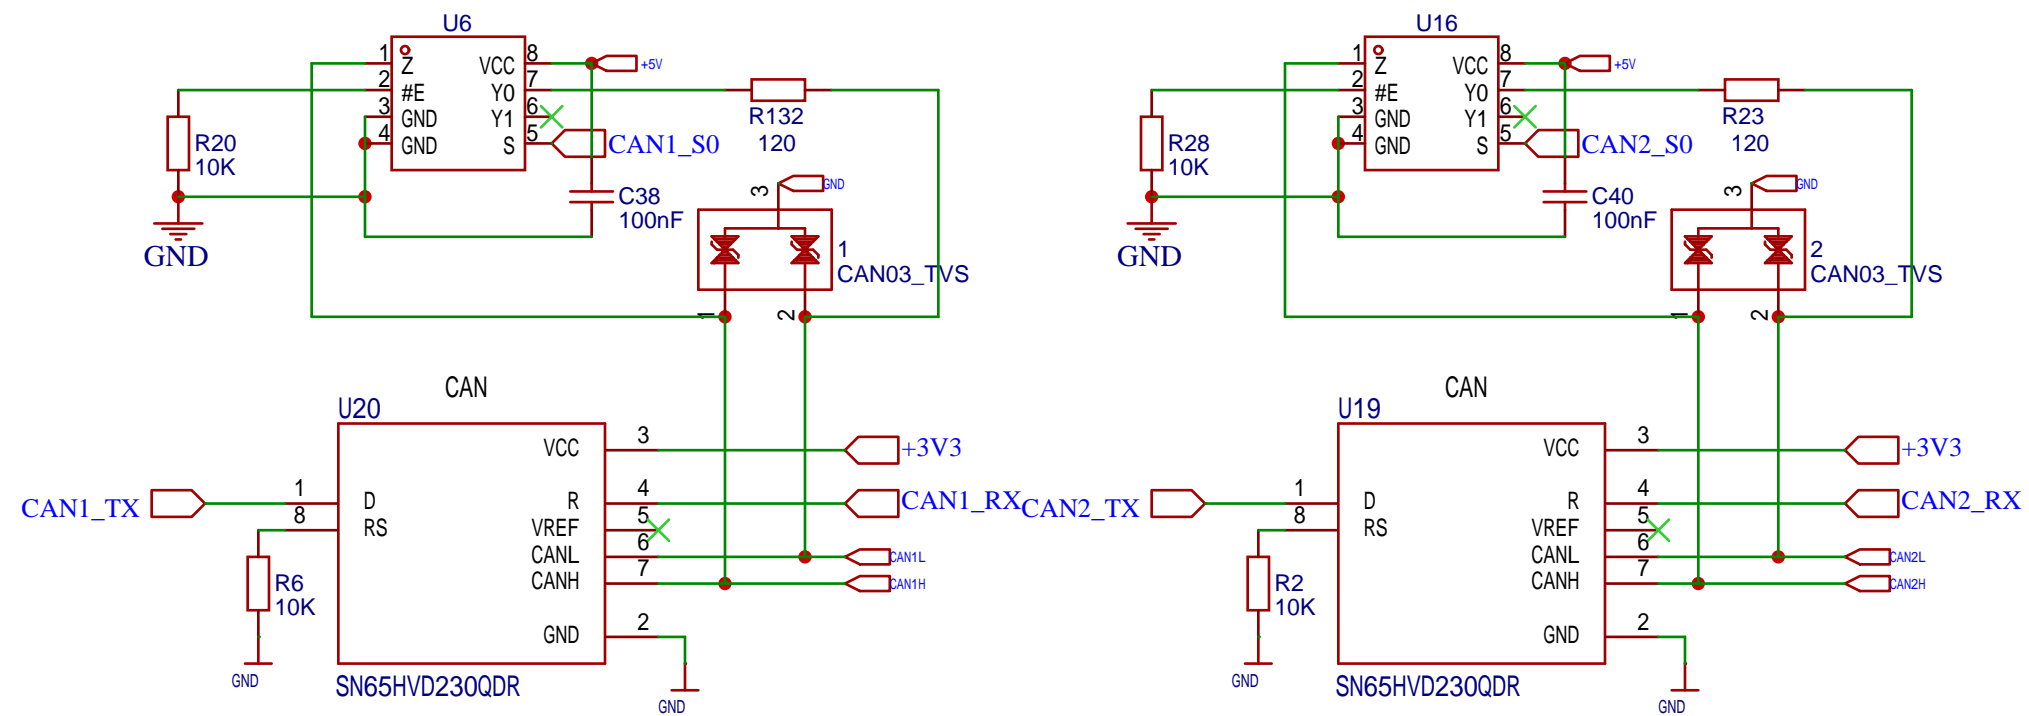 U6
1
Z
VCC
8
+5V
2
#E
Y0
7
3
GND
Y1
6
4
GND
S
5
CAN1_S0
R20
10K
GND
R132
120
C38
100nF
3
GND
1
CAN03_TVS
1
2
U16
1
Z
VCC
8
+5V
2
#E
Y0
7
3
GND
Y1
6
4
GND
S
5
CAN2_S0
R28
10K
GND
R23
120
C40
100nF
3
GND
2
CAN03_TVS
1
2
CAN
U20
VCC
3
+3V3
CAN1_TX
1
D
R
4
CAN1_RX
8
RS
VREF
5
CANL
6
CAN1L
CANH
7
CAN1H
R6
10K
GND
GND
2
GND
SN65HVD230QDR
CAN
U19
VCC
3
+3V3
CAN2_TX
1
D
R
4
CAN2_RX
8
RS
VREF
5
CANL
6
CAN2L
CANH
7
CAN2H
R2
10K
GND
GND
2
GND
SN65HVD230QDR